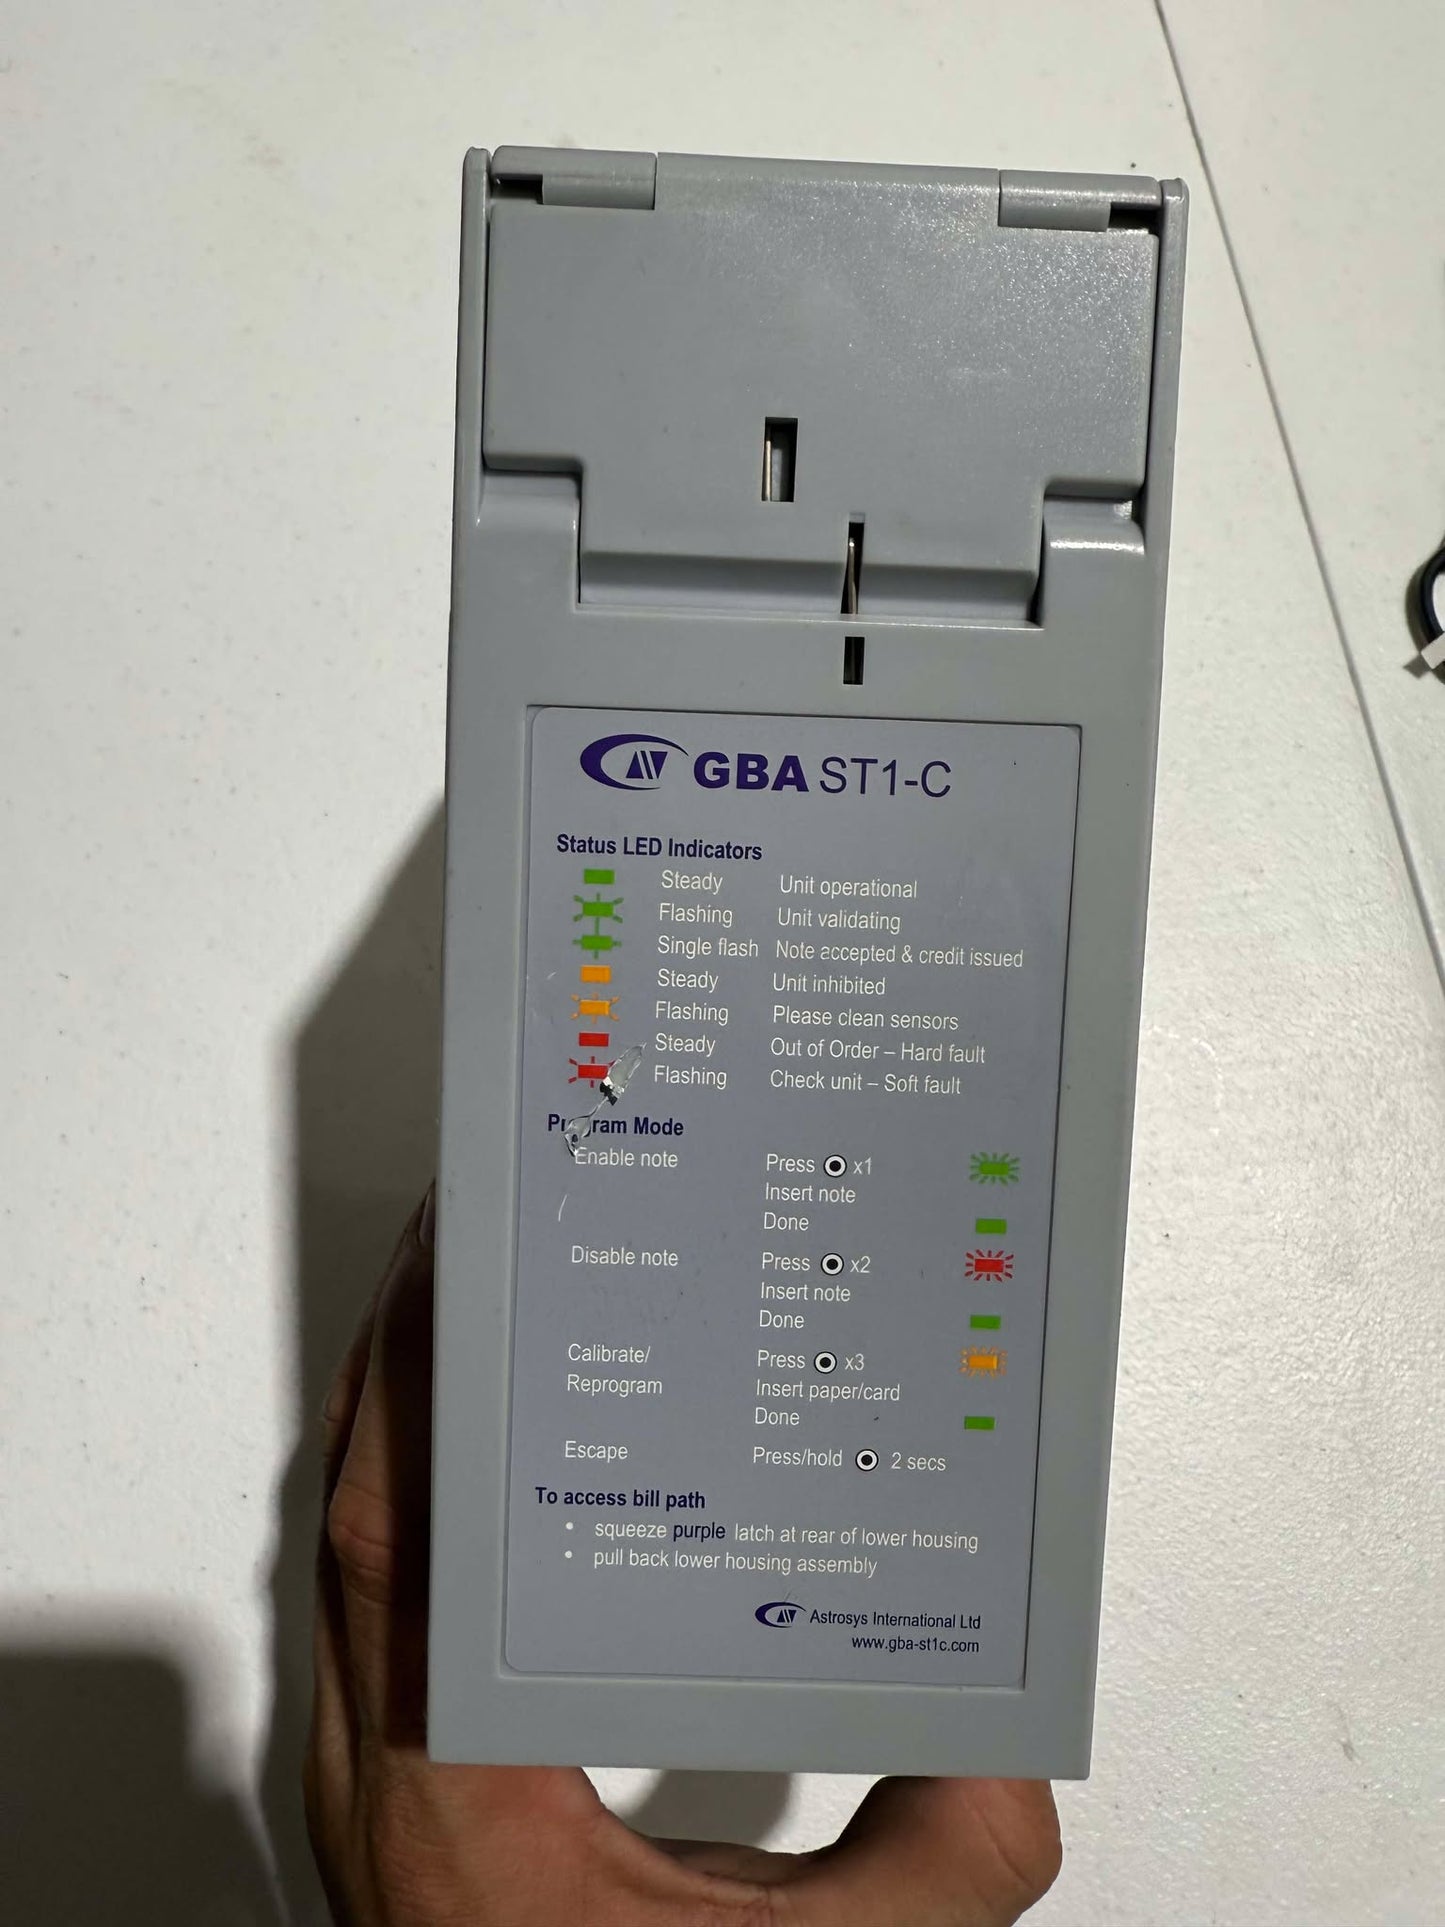 GBA ST1-C
Status LED Indicators
Steady Unit operational
Flashing Unit validating
Single flash Note accepted & credit issued
Steady Unit inhibited
Flashing Please clean sensors
Steady Out of Order – Hard fault
Flashing Check unit – Soft fault
Program Mode
Enable note Press x1
Insert note
Done
Disable note Press x2
Insert note
Done
Calibrate/ Press x3
Reprogram Insert paper/card
Done
Escape Press/hold 2 secs
To access bill path
• squeeze purple latch at rear of lower housing
• pull back lower housing assembly
Astrosys International Ltd
www.gba-st1c.com